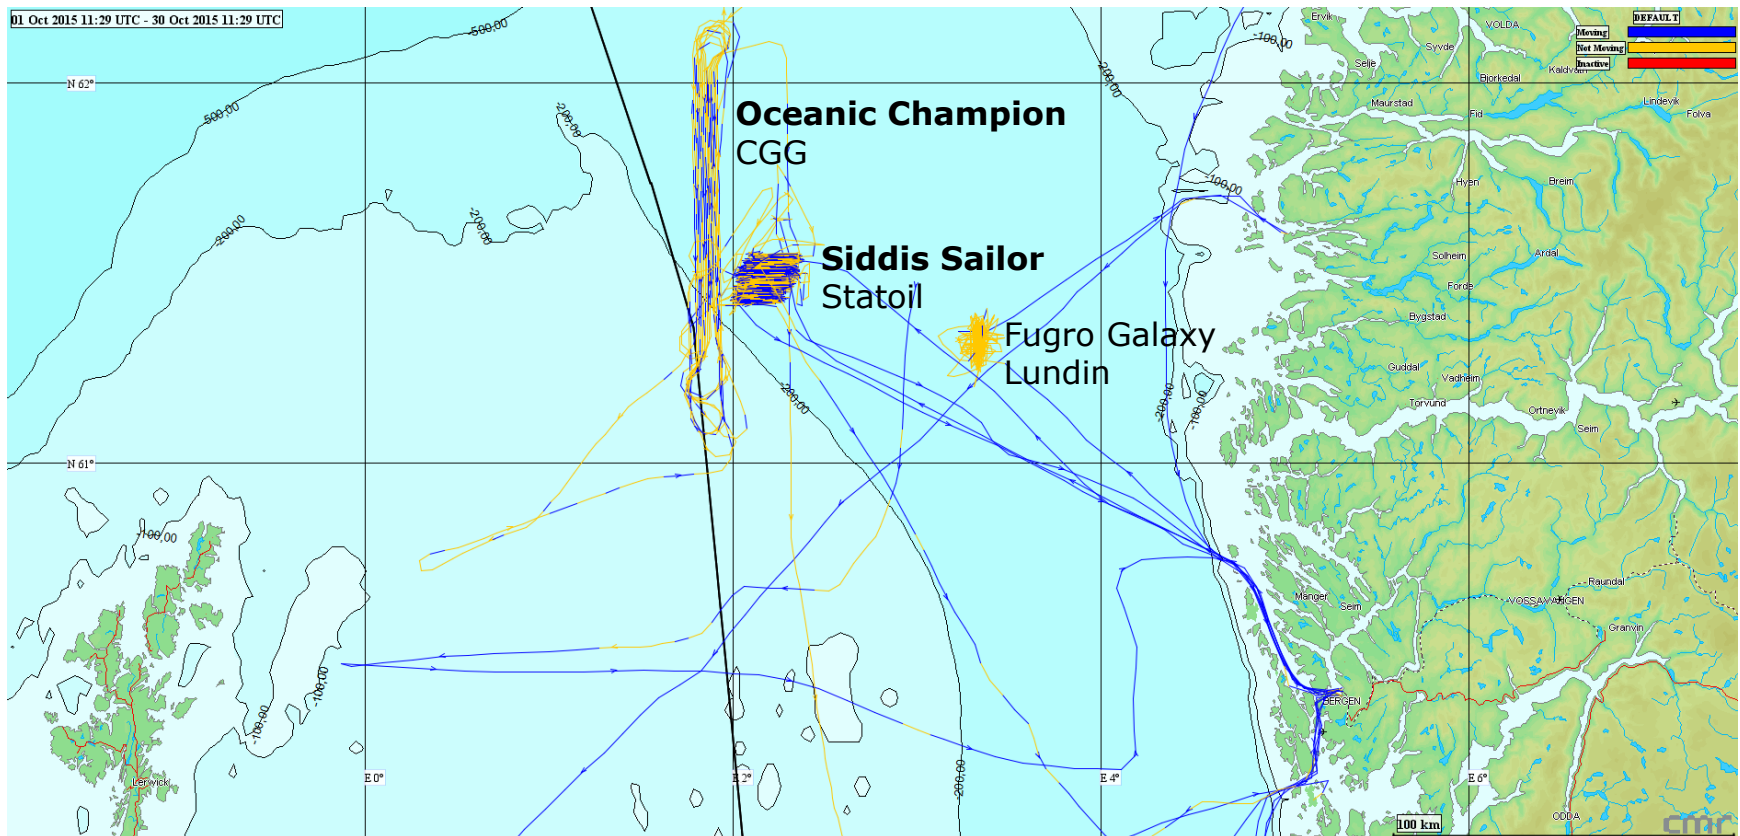 01 Oct 2015 11:29 UTC - 30 Oct 2015 11:29 UTC
-500,00
-500,00
-200,00
-200,00
-200,00
-200,00
-100,00
-100,00
-200,00
-200,00
-100,00
-100,00
-100,00
-100,00
-200,00
DEFAULT
Moving
Not Moving
Inactive
N 62°
N 61°
E 0°
E 2°
E 4°
E 6°
Oceanic Champion
CGG
Siddis Sailor
Statoil
Fugro Galaxy
Lundin
Ervik
VOLDA
Syvde
Selje
Bjorkedal
Maurstad
Fid
Lindevik
Folva
Hyen
Breim
Solheim
Ardal
Forde
Bygstad
Guddal
Vadheim
Torvund
Ortnevik
Seim
Manger
Seim
Raundal
VOSSAVANGEN
Granvin
BERGEN
Lerwick
ODDA
100 km
cmr